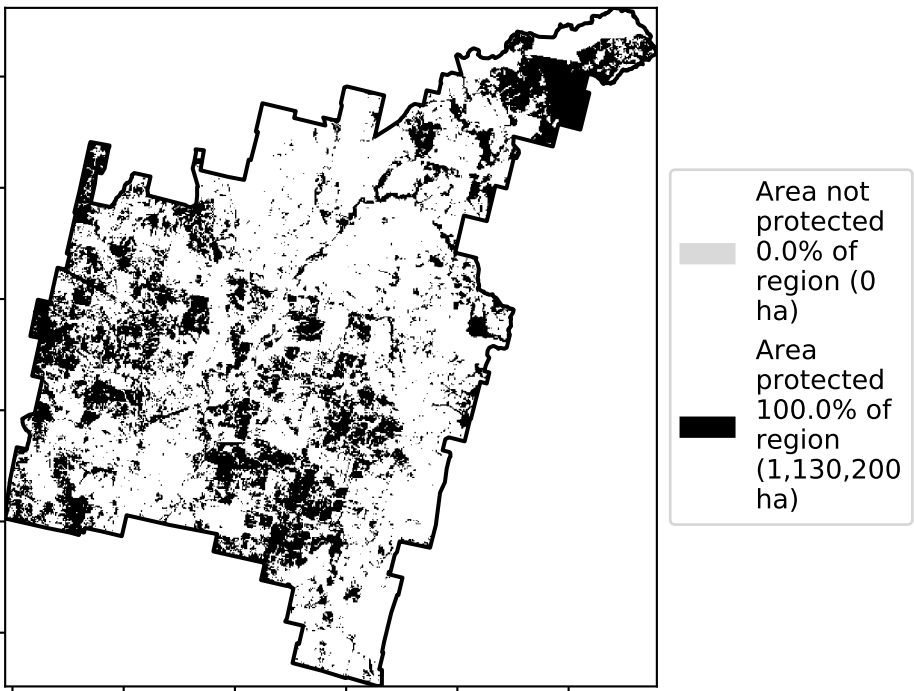 Area not
protected
0.0% of
region (0
ha)
Area
protected
100.0% of
region
(1,130,200
ha)